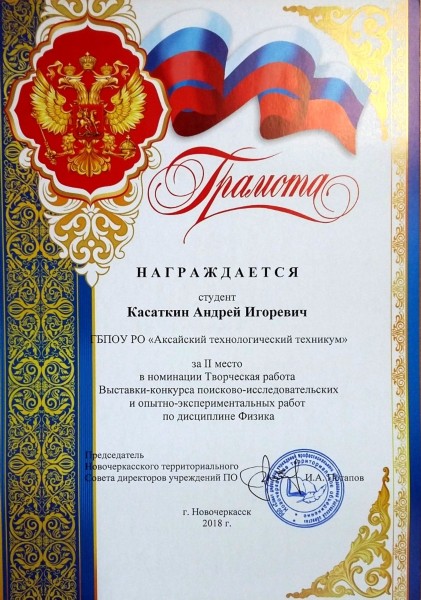 Грамота
НАГРАЖДАЕТСЯ
студент
Касаткин Андрей Игоревич
ГБПОУ РО «Аксайский технологический техникум»
за II место
в номинации Творческая работа
Выставки-конкурса поисково-исследовательских
и опытно-экспериментальных работ
по дисциплине Физика
Председатель
Новочеркасского территориального
Совета директоров учреждений ПО И.А. Потапов
г. Новочеркасск
2018 г.